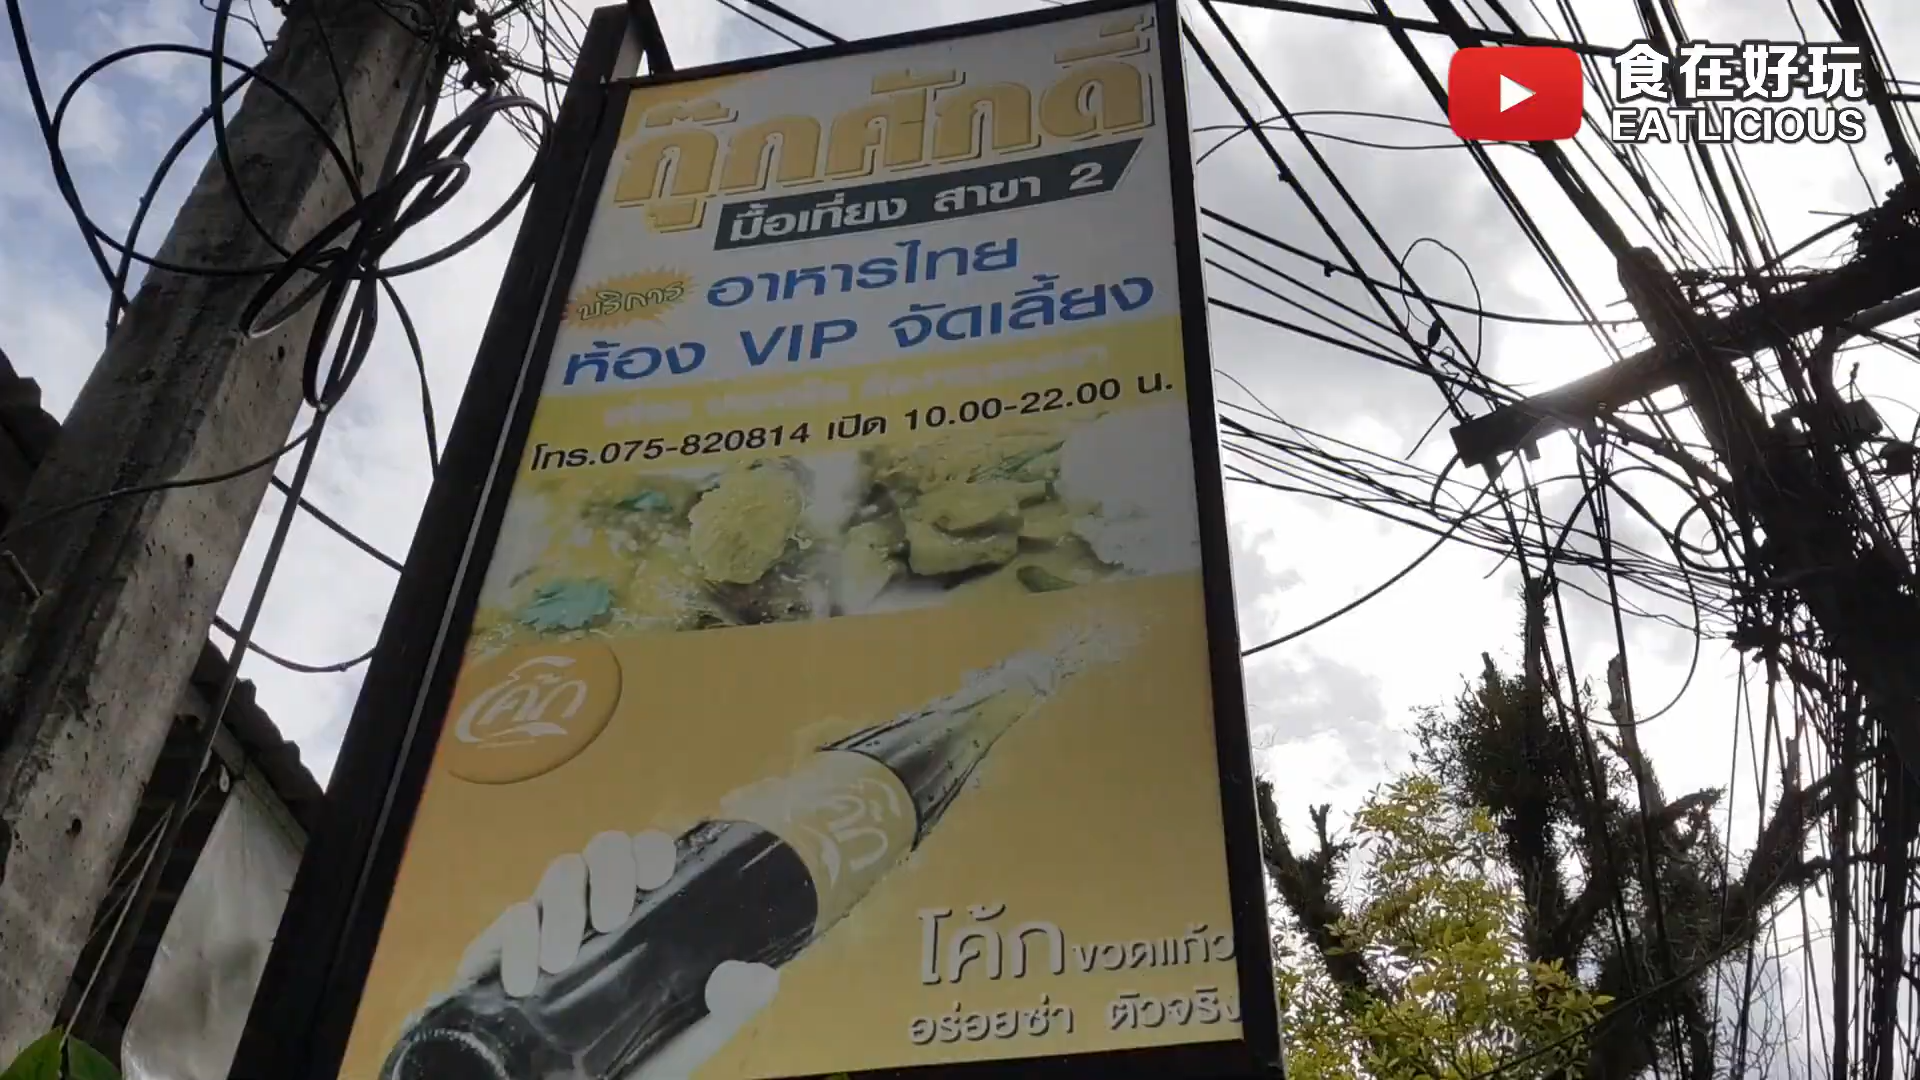 食在好玩
EATLICIOUS
กุ๊กศักดิ์
มื้อเที่ยง สาขา 2
บริการ อาหารไทย
ห้อง VIP จัดเลี้ยง
โทร.075-820814 เปิด 10.00-22.00 น.
โค้ก
โค้ก
โค้ก ขวดแก้ว
อร่อยซ่า ตัวจริง